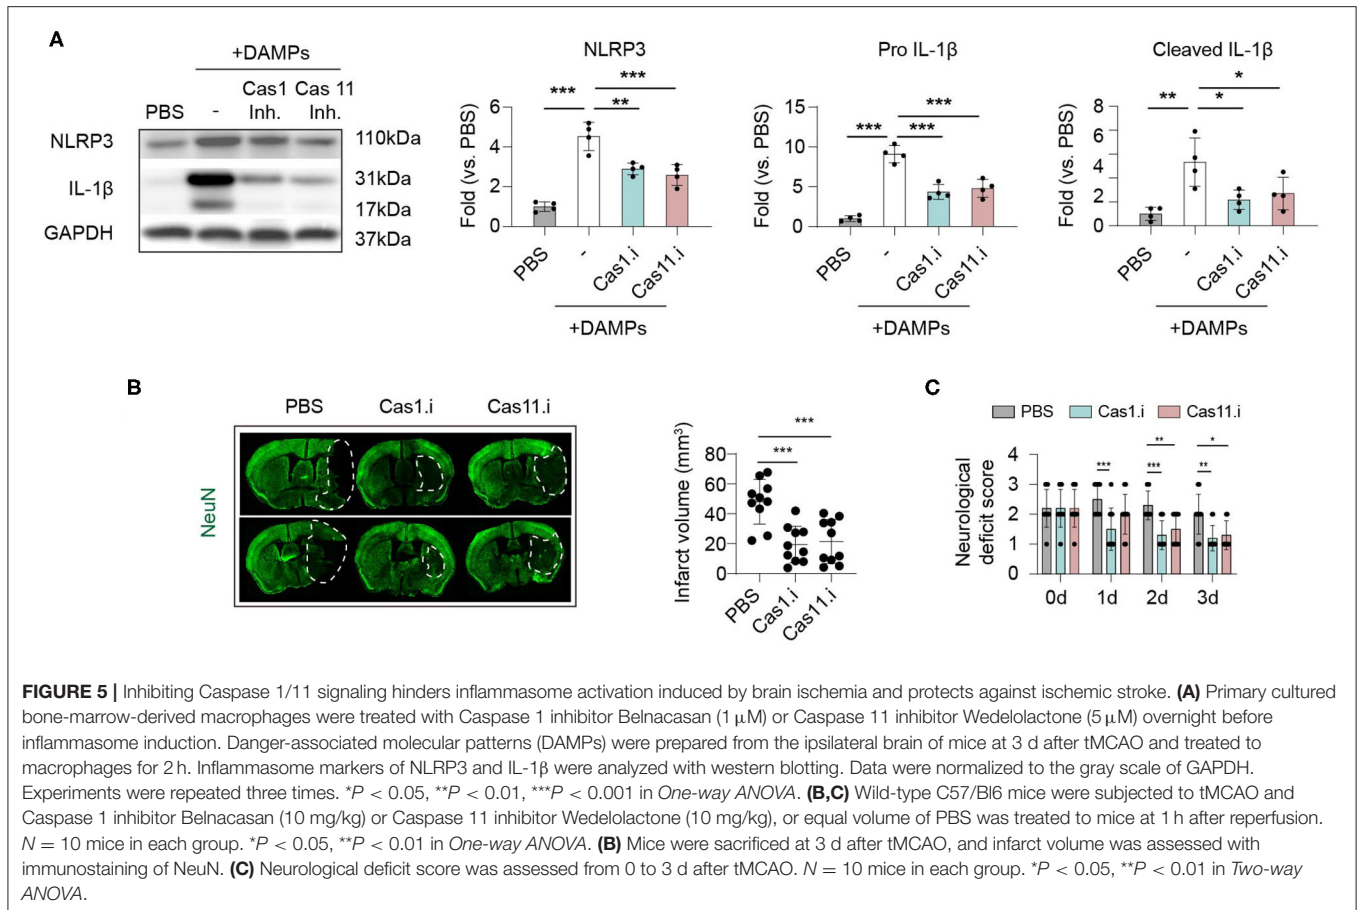 A
+DAMPs
Cas1 Cas 11
PBS - Inh. Inh.
NLRP3 110kDa
IL-1β 31kDa
17kDa
GAPDH 37kDa
NLRP3
Fold (vs. PBS)
6
4
2
0
*** ** ***
PBS - Cas1.i Cas11.i
+DAMPs
Pro IL-1β
Fold (vs. PBS)
15
10
5
0
*** *** ***
PBS - Cas1.i Cas11.i
+DAMPs
Cleaved IL-1β
Fold (vs. PBS)
8
6
4
2
0
** * *
PBS - Cas1.i Cas11.i
+DAMPs
B
PBS Cas1.i Cas11.i
NeuN
Infarct volume (mm³)
80
60
40
20
0
***
***
PBS Cas1.i Cas11.i
C
PBS Cas1.i Cas11.i
Neurological
deficit score
4
3
2
1
0
*** ** *** * **
0d 1d 2d 3d
FIGURE 5 | Inhibiting Caspase 1/11 signaling hinders inflammasome activation induced by brain ischemia and protects against ischemic stroke. (A) Primary cultured
bone-marrow-derived macrophages were treated with Caspase 1 inhibitor Belnacasan (1 μM) or Caspase 11 inhibitor Wedelolactone (5 μM) overnight before
inflammasome induction. Danger-associated molecular patterns (DAMPs) were prepared from the ipsilateral brain of mice at 3 d after tMCAO and treated to
macrophages for 2 h. Inflammasome markers of NLRP3 and IL-1β were analyzed with western blotting. Data were normalized to the gray scale of GAPDH.
Experiments were repeated three times. *P < 0.05, **P < 0.01, ***P < 0.001 in One-way ANOVA. (B,C) Wild-type C57/Bl6 mice were subjected to tMCAO and
Caspase 1 inhibitor Belnacasan (10 mg/kg) or Caspase 11 inhibitor Wedelolactone (10 mg/kg), or equal volume of PBS was treated to mice at 1 h after reperfusion.
N = 10 mice in each group. *P < 0.05, **P < 0.01 in One-way ANOVA. (B) Mice were sacrificed at 3 d after tMCAO, and infarct volume was assessed with
immunostaining of NeuN. (C) Neurological deficit score was assessed from 0 to 3 d after tMCAO. N = 10 mice in each group. *P < 0.05, **P < 0.01 in Two-way
ANOVA.